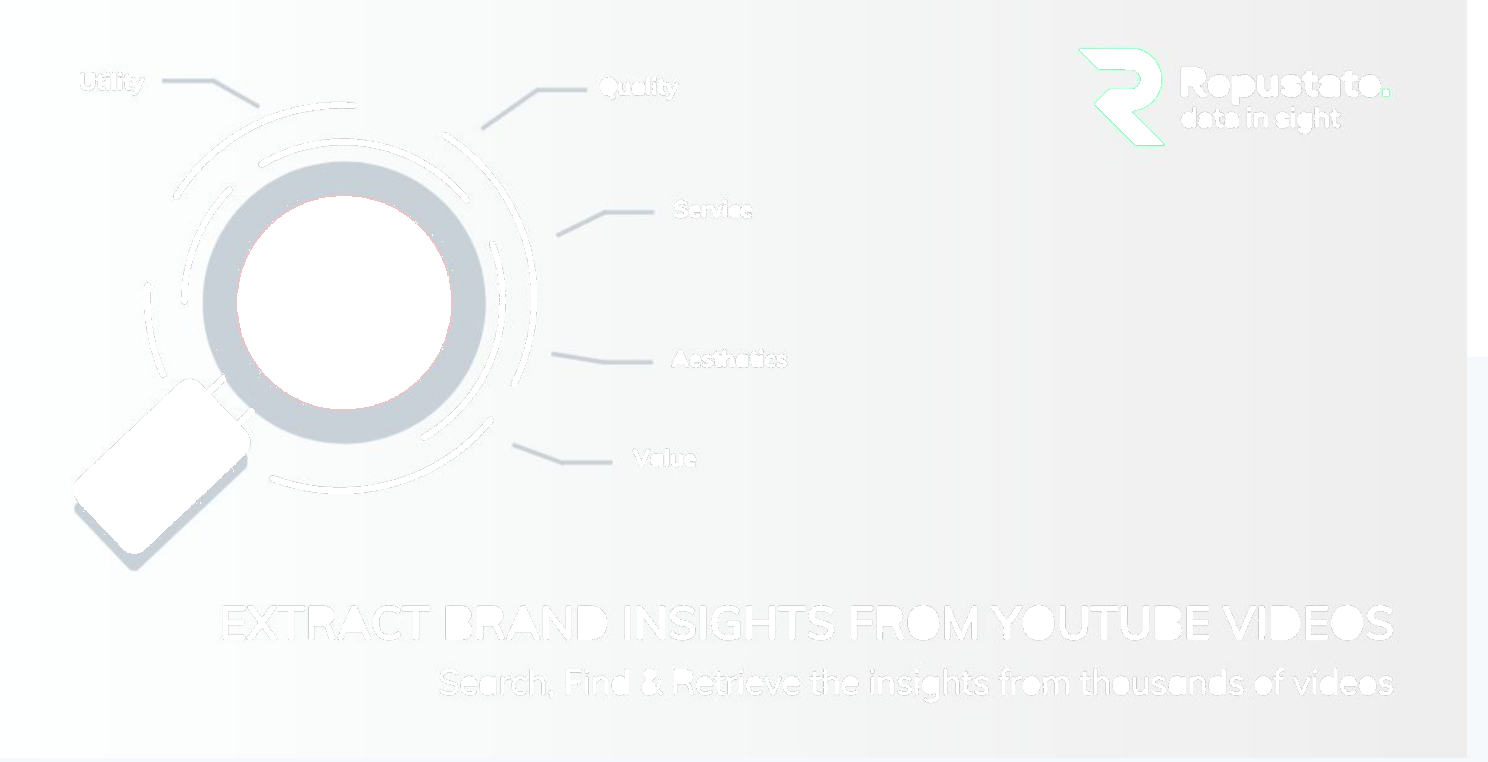 Utility
Quality
Repustate.
data in sight
Service
Aesthetics
Value
EXTRACT BRAND INSIGHTS FROM YOUTUBE VIDEOS
Search, Find & Retrieve the insights from thousands of videos